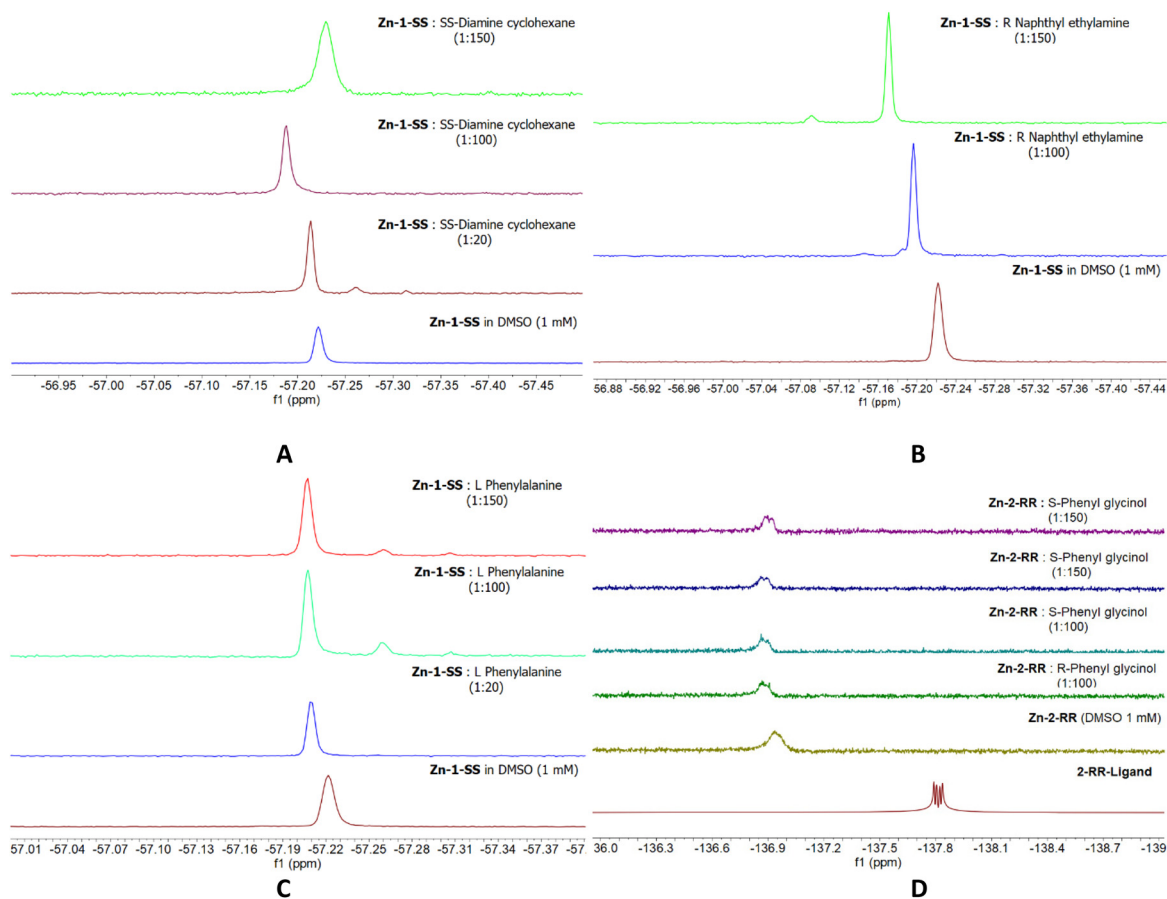 Zn-1-SS : SS-Diamine cyclohexane
(1:150)
Zn-1-SS : SS-Diamine cyclohexane
(1:100)
Zn-1-SS : SS-Diamine cyclohexane
(1:20)
Zn-1-SS in DMSO (1 mM)
-56.95 -57.00 -57.05 -57.10 -57.15 -57.20 -57.25 -57.30 -57.40 -57.45
f1 (ppm)
A
Zn-1-SS : R Naphthyl ethylamine
(1:150)
Zn-1-SS : R Naphthyl ethylamine
(1:100)
Zn-1-SS in DMSO (1 mM)
56.88 -56.92 -56.96 -57.00 -57.04 -57.08 -57.12 -57.16 -57.20 -57.24 -57.28 -57.32 -57.36 -57.40 -57.44
f1 (ppm)
B
Zn-1-SS : L Phenylalanine
(1:150)
Zn-1-SS : L Phenylalanine
(1:100)
Zn-1-SS : L Phenylalanine
(1:20)
Zn-1-SS in DMSO (1 mM)
57.01 -57.04 -57.07 -57.10 -57.13 -57.16 -57.19 -57.22 -57.25 -57.28 -57.31 -57.34 -57.37
f1 (ppm)
C
Zn-2-RR : S-Phenyl glycinol
(1:150)
Zn-2-RR : S-Phenyl glycinol
(1:150)
Zn-2-RR : S-Phenyl glycinol
(1:100)
Zn-2-RR : R-Phenyl glycinol
(1:100)
Zn-2-RR (DMSO 1 mM)
2-RR-Ligand
36.0 -136.3 -136.6 -136.9 -137.2 -137.5 -137.8 -138.1 -138.4 -138.7 -139
f1 (ppm)
D